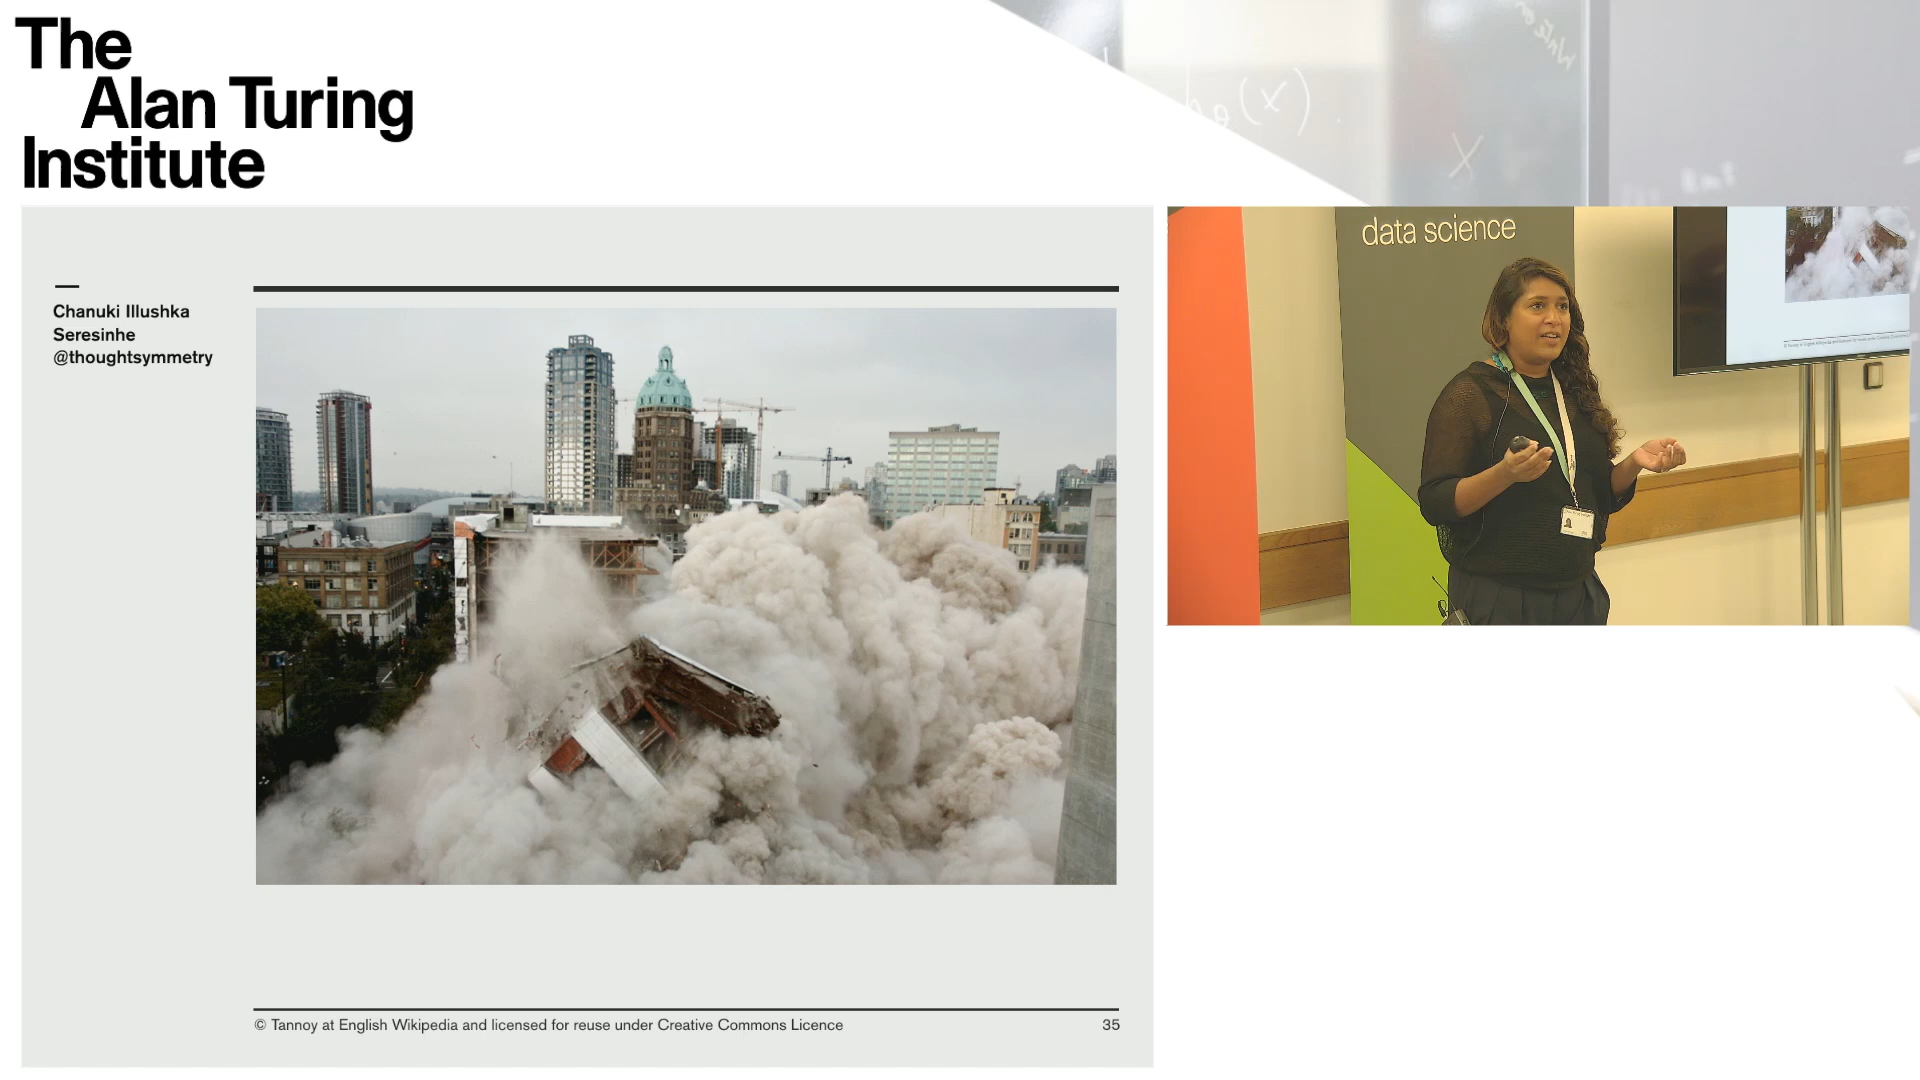 The
Alan Turing
Institute
Chanuki Illushka
Seresinhe
@thoughtsymmetry
data science
© Tannoy at English Wikipedia and licensed for reuse under Creative Commons Licence
35